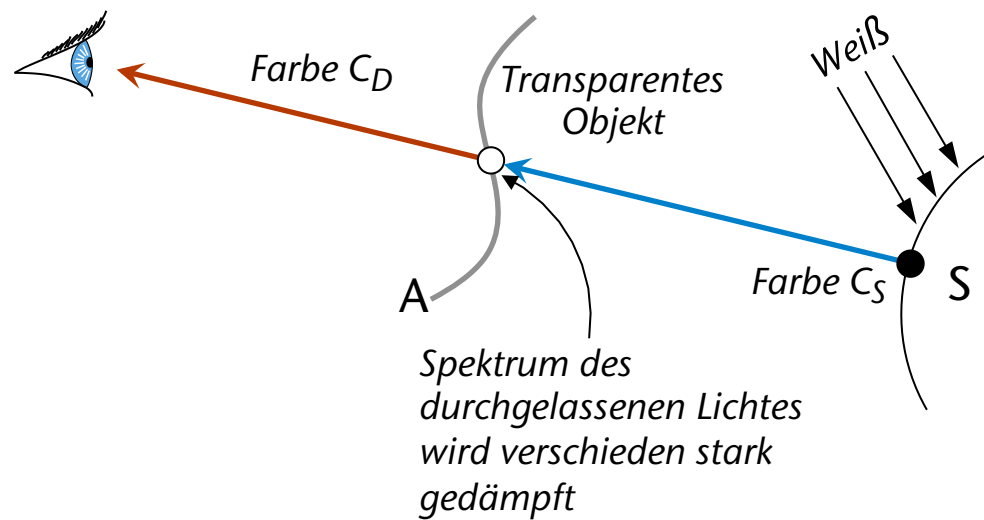 Farbe C_D
Transparentes
Objekt
Weiß
A
Farbe C_S
S
Spektrum des
durchgelassenen Lichtes
wird verschieden stark
gedämpft